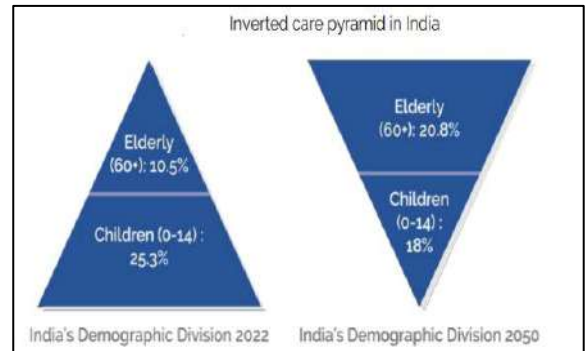 Inverted care pyramid in India
Elderly
(60+): 10.5%
Children (0-14) :
25.3%
India's Demographic Division 2022
Elderly
(60+): 20.8%
Children
(0-14) :
18%
India's Demographic Division 2050